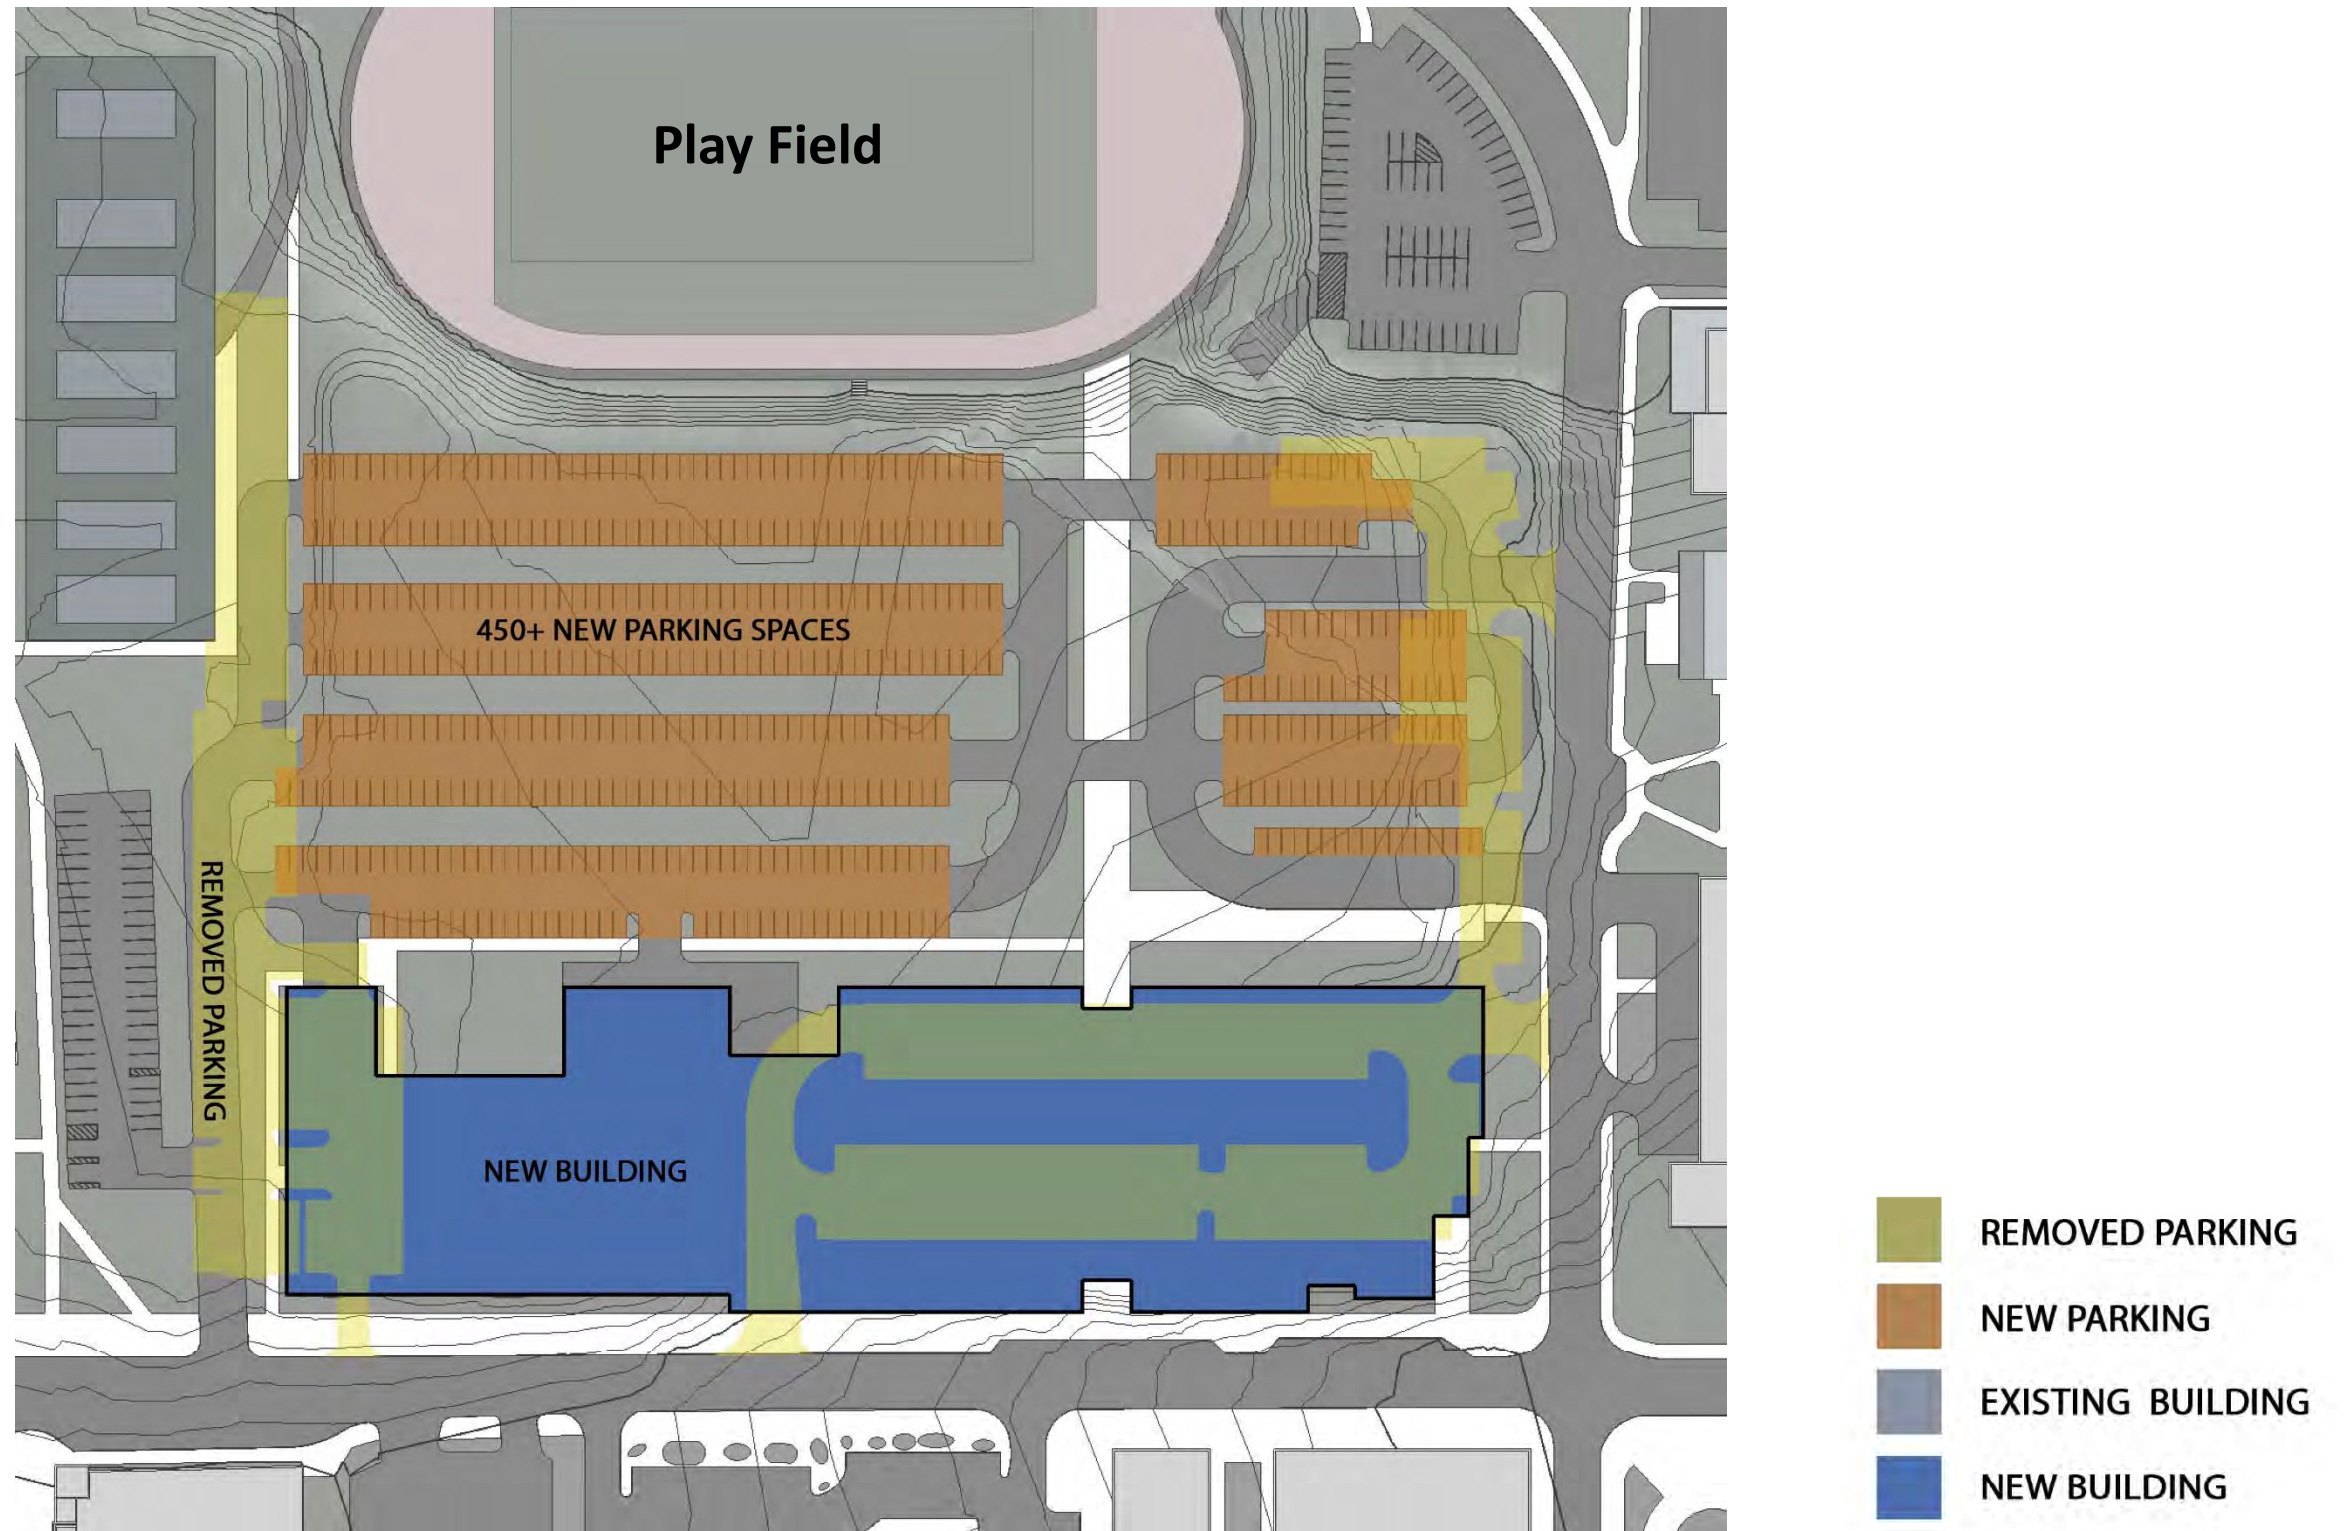 Play Field
450+ NEW PARKING SPACES
REMOVED PARKING
NEW BUILDING
REMOVED PARKING
NEW PARKING
EXISTING BUILDING
NEW BUILDING